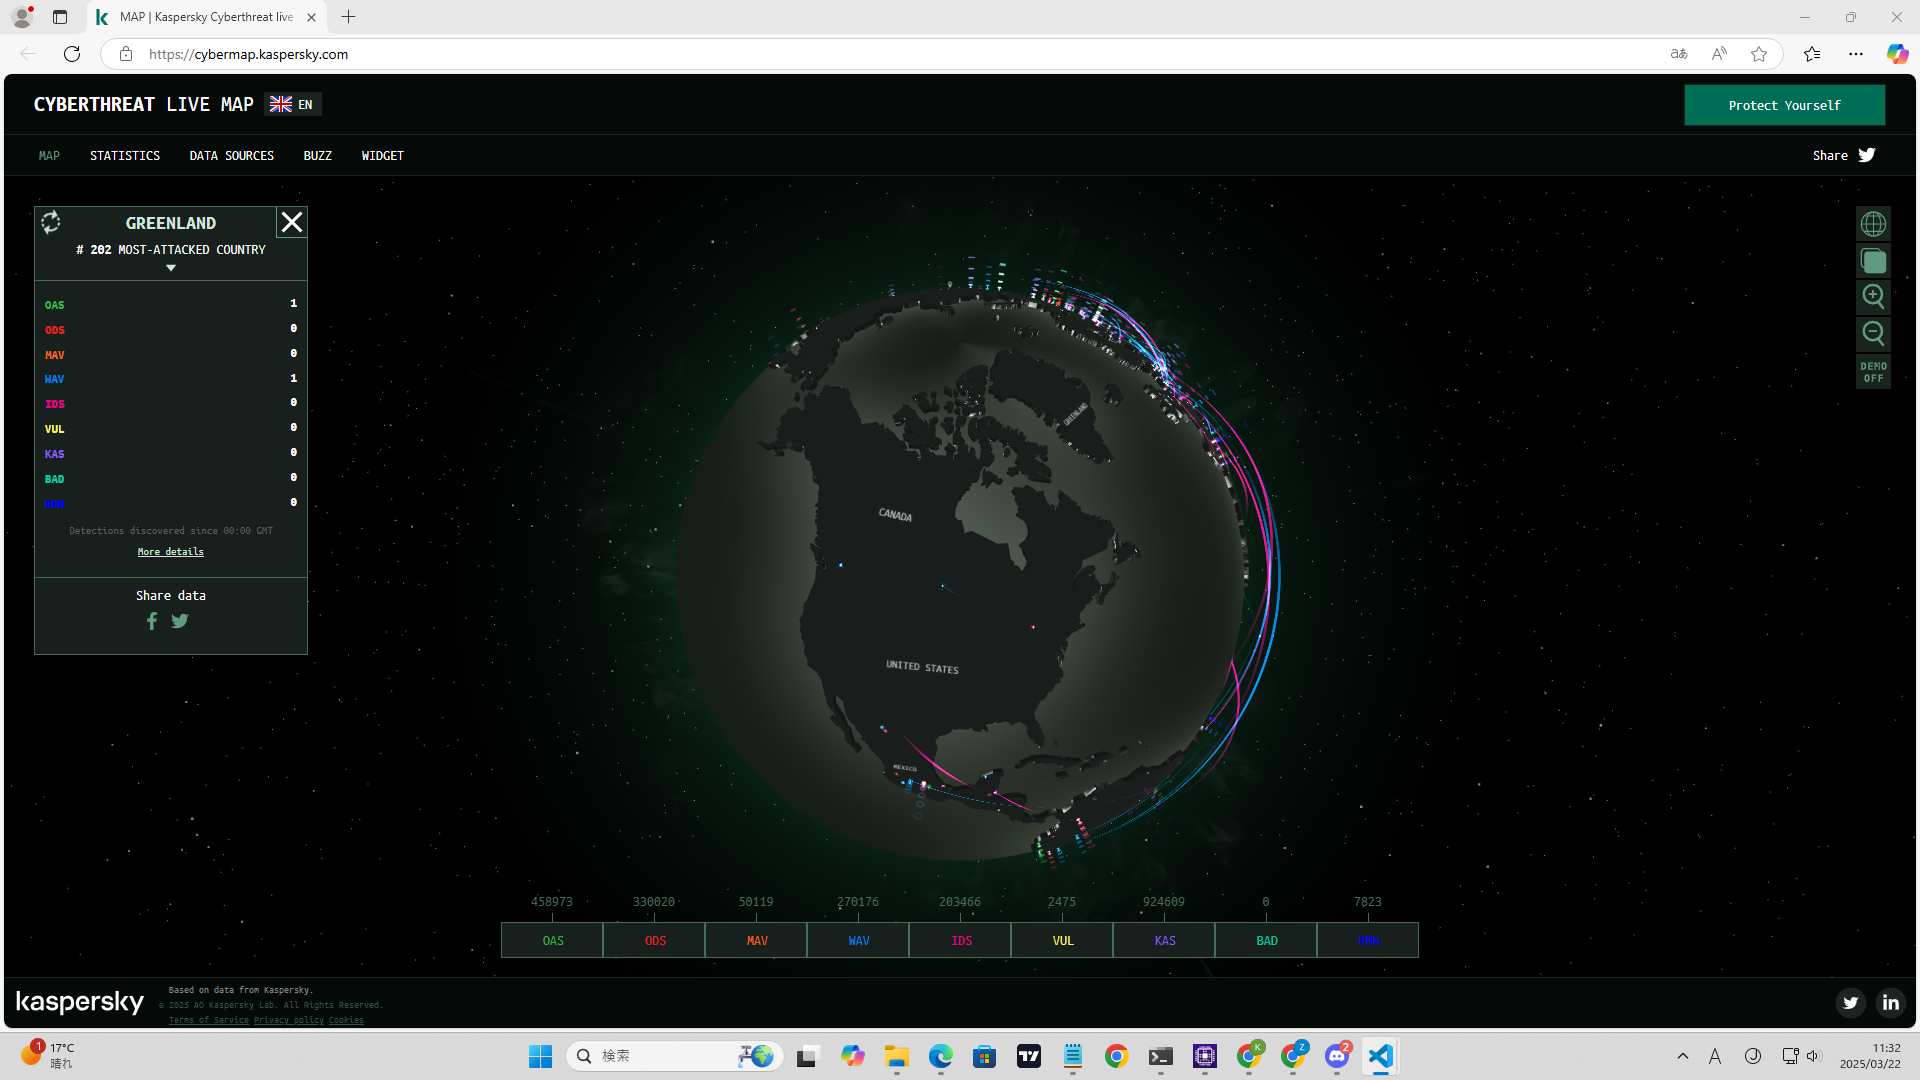 MAP | Kaspersky Cyberthreat live
https://cybermap.kaspersky.com
CYBERTHREAT LIVE MAP EN
Protect Yourself
MAP STATISTICS DATA SOURCES BUZZ WIDGET
Share
GREENLAND
# 202 MOST-ATTACKED COUNTRY
OAS 1
ODS 0
MAV 0
WAV 1
IDS 0
VUL 0
KAS 0
BAD 0
RMW 0
Detections discovered since 00:00 GMT
More details
Share data
DEMO
OFF
GREENLAND
CANADA
UNITED STATES
MEXICO
458973 330020 50119 270176 203466 2475 924609 0 7823
OAS ODS MAV WAV IDS VUL KAS BAD RMW
kaspersky
Based on data from Kaspersky.
© 2025 AO Kaspersky Lab. All Rights Reserved.
Terms of Service Privacy policy Cookies
1
17°C
晴れ
検索
K
Z
2
A
11:32
2025/03/22